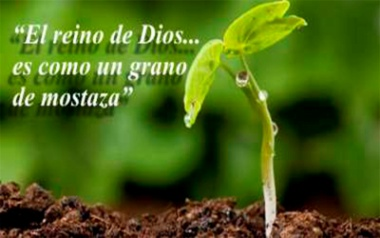 “El reino de Dios...
es como un grano
de mostaza”